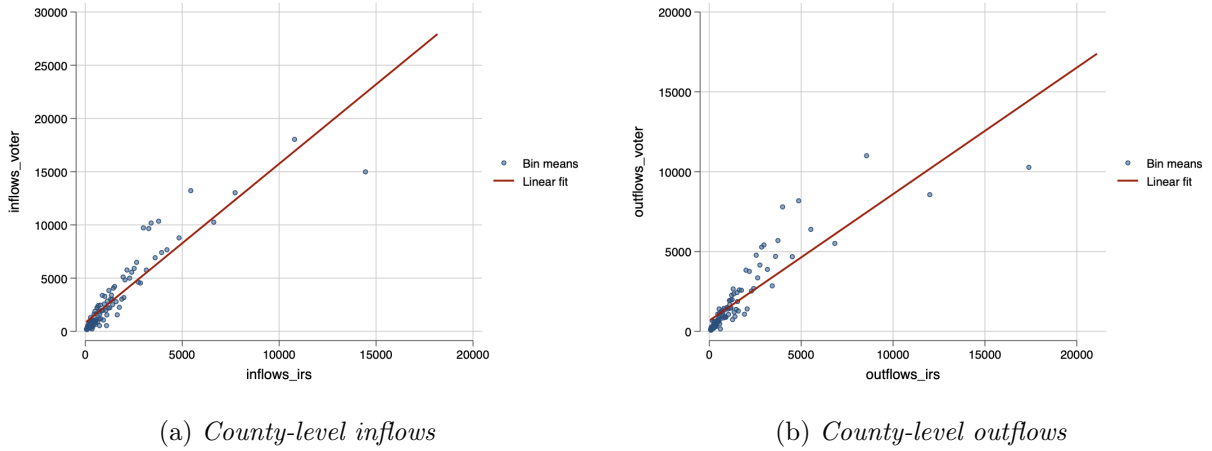 30000
25000
20000
15000
10000
5000
0
inflows_voter
0 5000 10000 15000 20000
inflows_irs
Bin means
Linear fit
(a) County-level inflows
20000
15000
10000
5000
0
outflows_voter
0 5000 10000 15000 20000
outflows_irs
Bin means
Linear fit
(b) County-level outflows